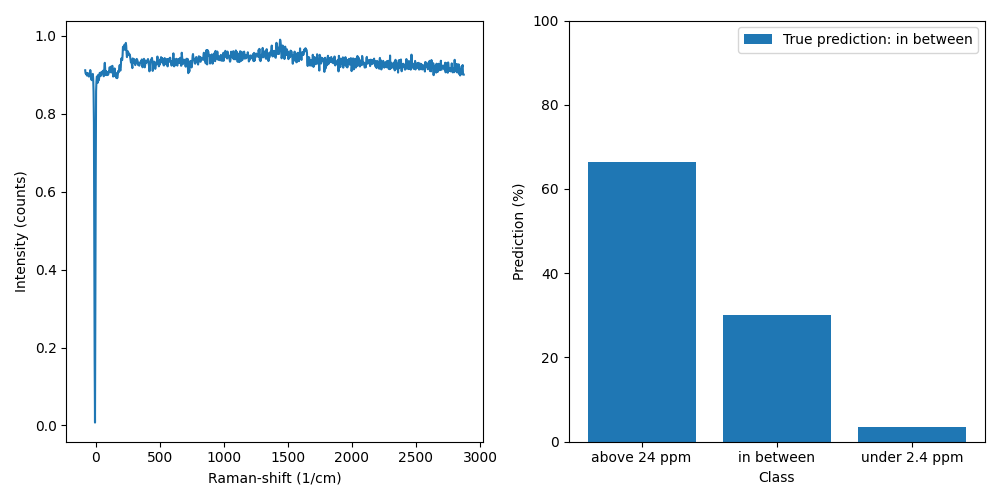 1.0
0.8
0.6
0.4
0.2
0.0
Intensity (counts)
0 500 1000 1500 2000 2500 3000
Raman-shift (1/cm)
True prediction: in between
100
80
60
40
20
0
Prediction (%)
above 24 ppm in between under 2.4 ppm
Class